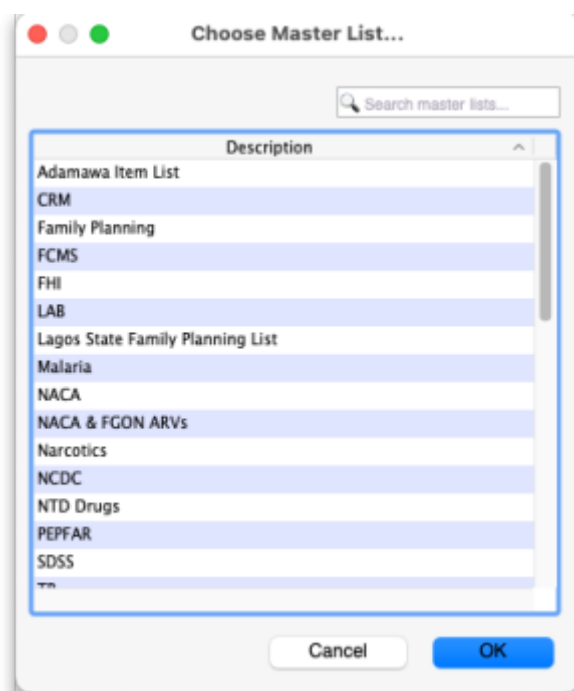 Choose Master List...
Search master lists...
Description
Adamawa Item List
CRM
Family Planning
FCMS
FHI
LAB
Lagos State Family Planning List
Malaria
NACA
NACA & FGON ARVs
Narcotics
NCDC
NTD Drugs
PEPFAR
SDSS
Cancel
OK